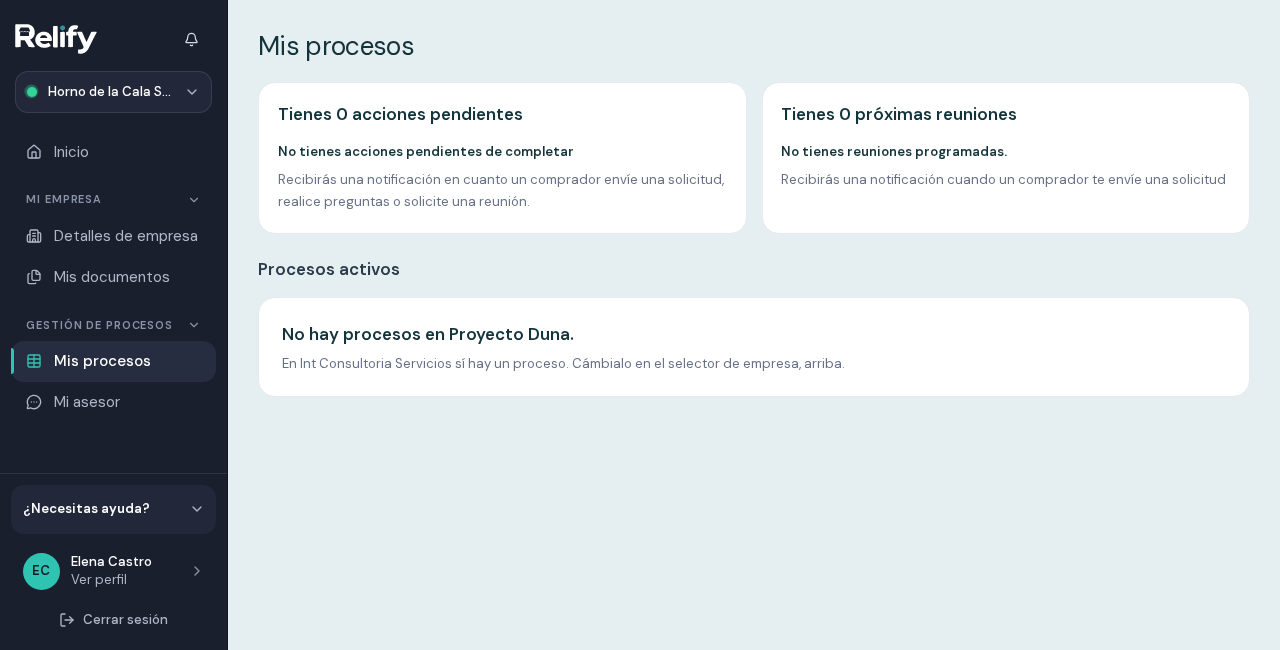 Relify
Horno de la Cala S...
Inicio
MI EMPRESA
Detalles de empresa
Mis documentos
GESTIÓN DE PROCESOS
Mis procesos
Mi asesor
¿Necesitas ayuda?
EC
Elena Castro
Ver perfil
Cerrar sesión
Mis procesos
Tienes 0 acciones pendientes
No tienes acciones pendientes de completar
Recibirás una notificación en cuanto un comprador envíe una solicitud,
realice preguntas o solicite una reunión.
Tienes 0 próximas reuniones
No tienes reuniones programadas.
Recibirás una notificación cuando un comprador te envíe una solicitud
Procesos activos
No hay procesos en Proyecto Duna.
En Int Consultoria Servicios sí hay un proceso. Cámbialo en el selector de empresa, arriba.